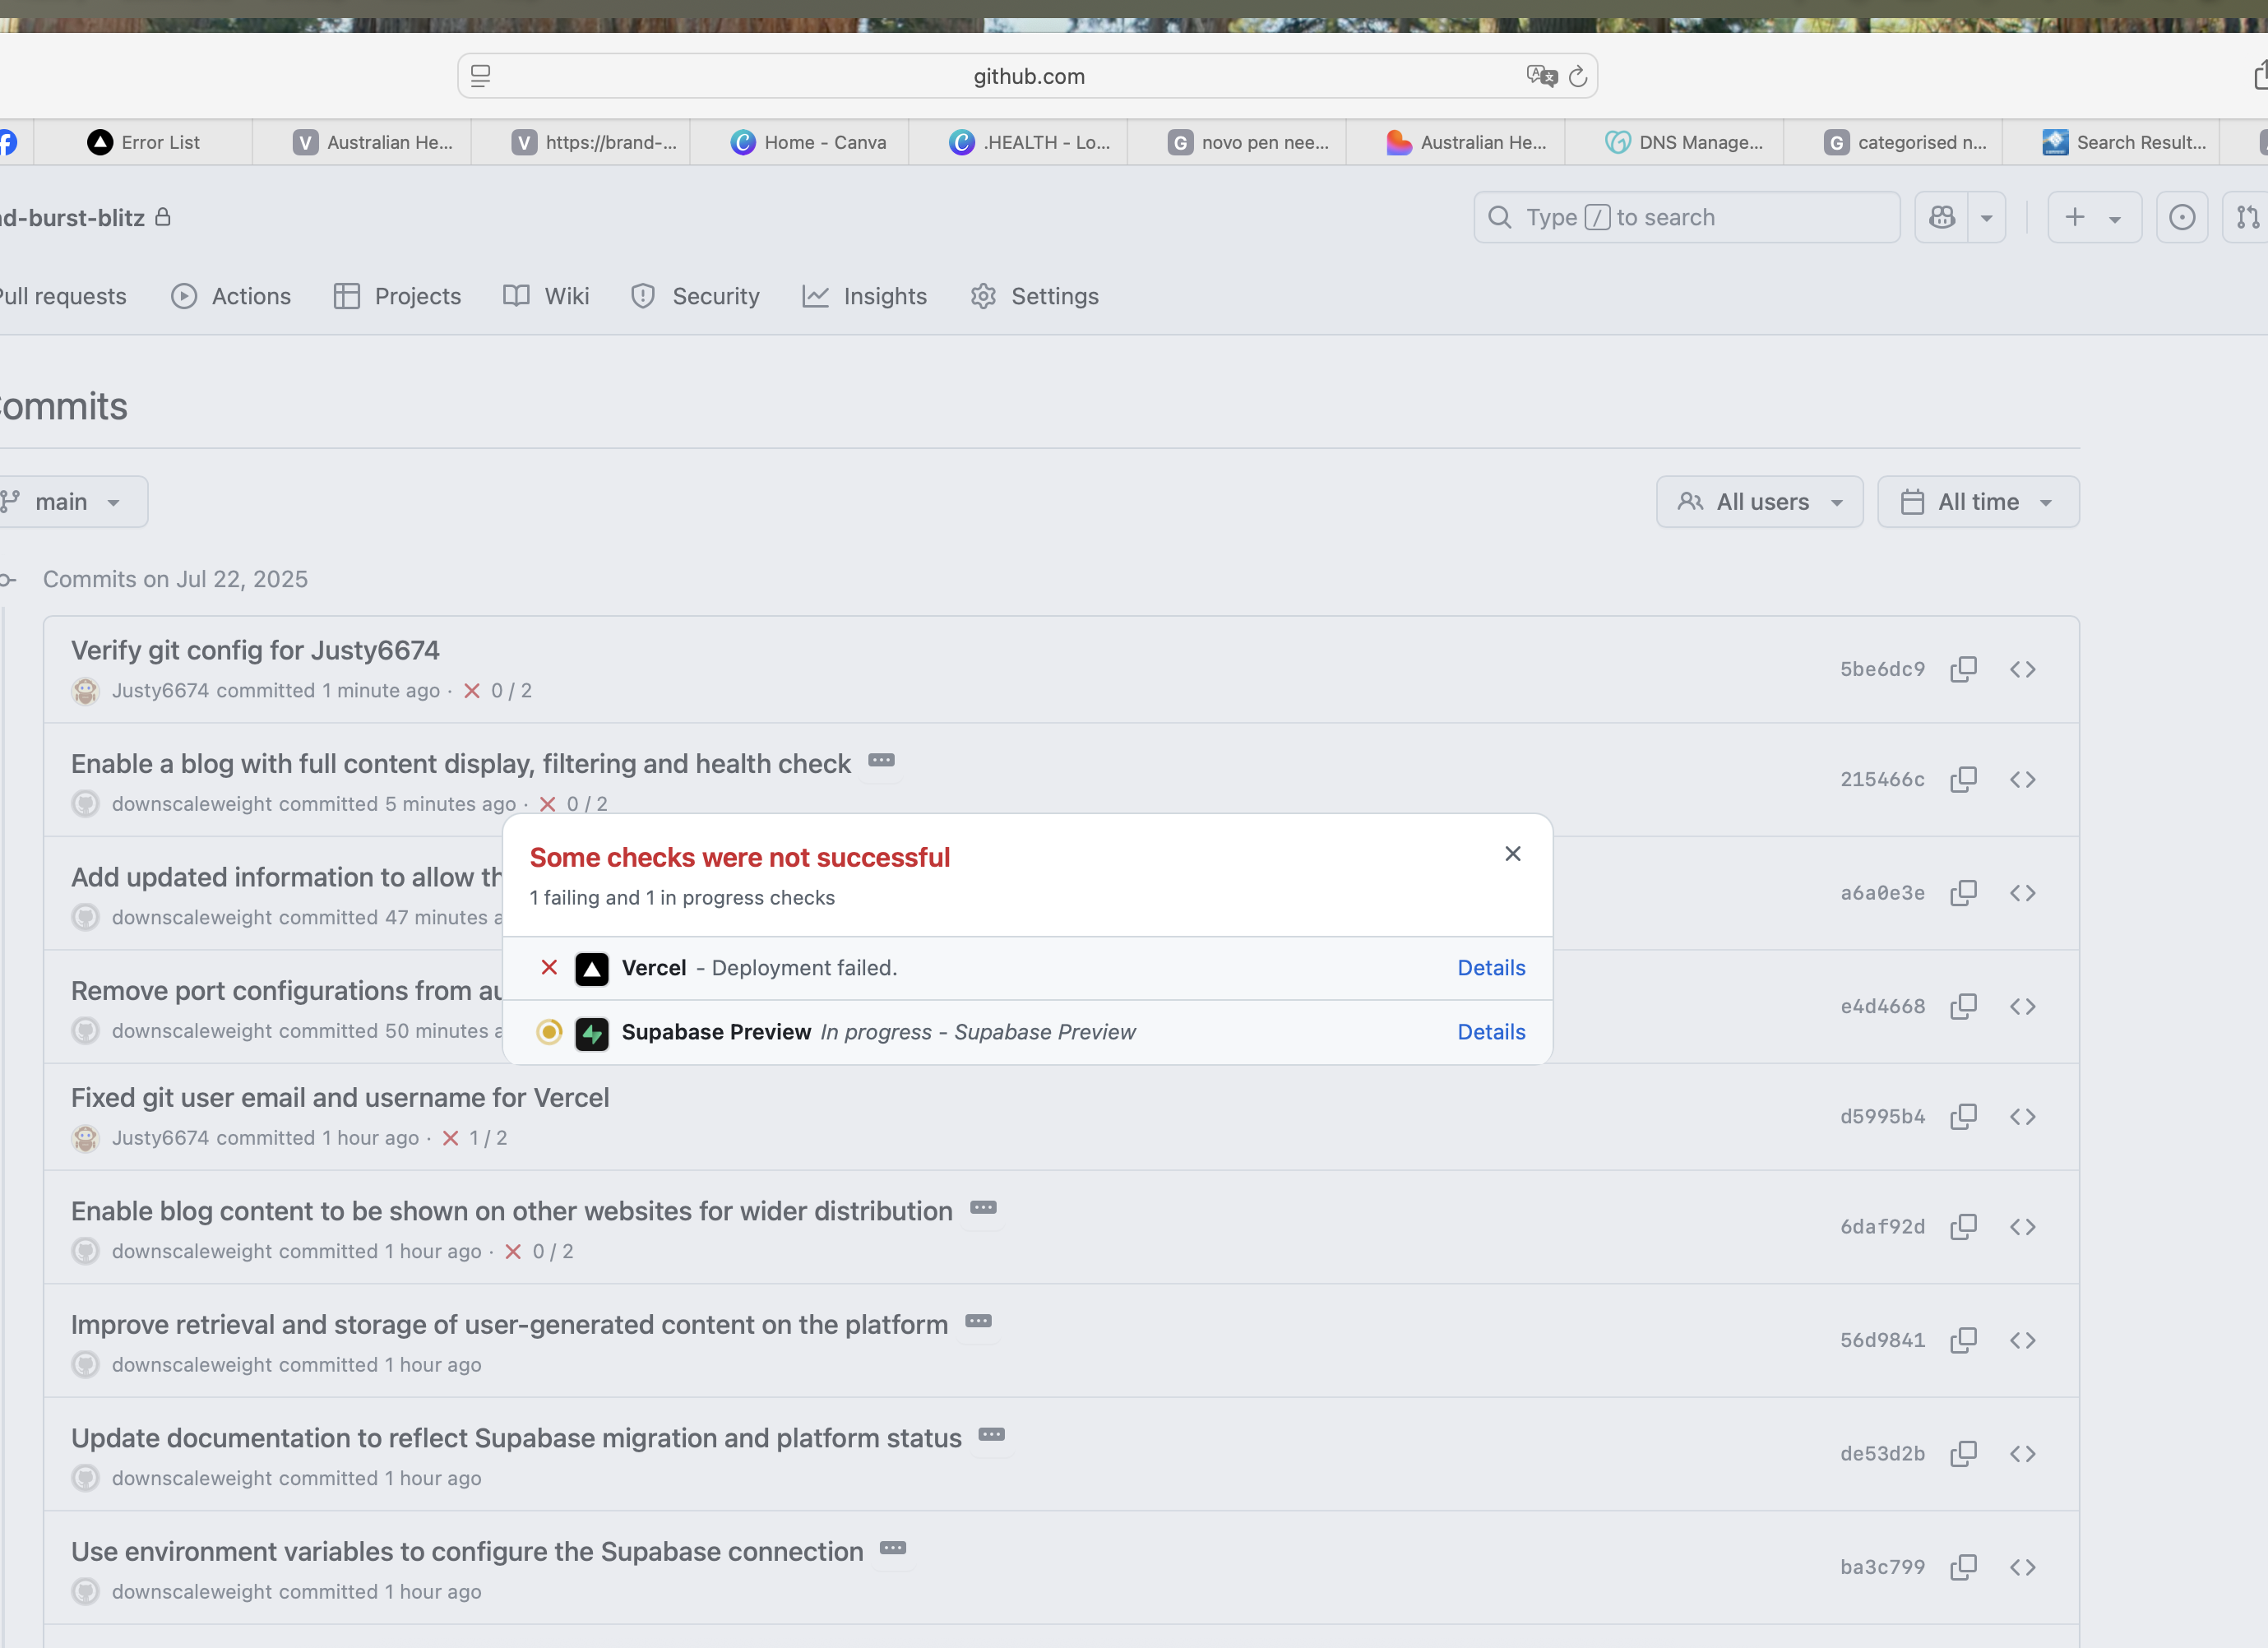 github.com
Error List
Australian He...
https://brand-...
Home - Canva
.HEALTH - Lo...
novo pen nee...
Australian He...
DNS Manage...
categorised n...
Search Result...
d-burst-blitz
Type / to search
Pull requests
Actions
Projects
Wiki
Security
Insights
Settings
Commits
main
All users
All time
Commits on Jul 22, 2025
Verify git config for Justy6674
Justy6674 committed 1 minute ago · 0 / 2
5be6dc9
Enable a blog with full content display, filtering and health check
downscaleweight committed 5 minutes ago · 0 / 2
215466c
Some checks were not successful
1 failing and 1 in progress checks
Vercel - Deployment failed.
Details
Supabase Preview In progress - Supabase Preview
Details
Add updated information to allow th
downscaleweight committed 47 minutes a
a6a0e3e
Remove port configurations from au
downscaleweight committed 50 minutes a
e4d4668
Fixed git user email and username for Vercel
Justy6674 committed 1 hour ago · 1 / 2
d5995b4
Enable blog content to be shown on other websites for wider distribution
downscaleweight committed 1 hour ago · 0 / 2
6daf92d
Improve retrieval and storage of user-generated content on the platform
downscaleweight committed 1 hour ago
56d9841
Update documentation to reflect Supabase migration and platform status
downscaleweight committed 1 hour ago
de53d2b
Use environment variables to configure the Supabase connection
downscaleweight committed 1 hour ago
ba3c799